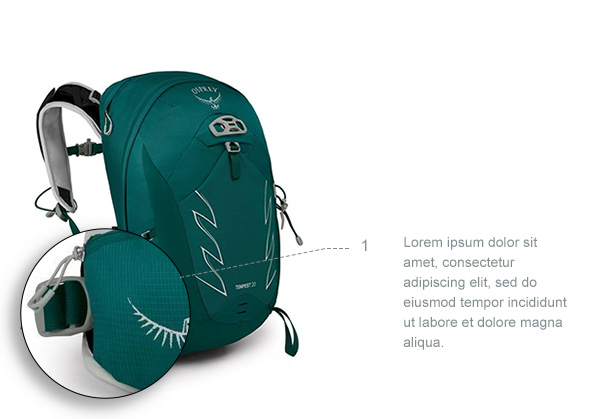 OSPREY
TEMPEST 20
1
Lorem ipsum dolor sit
amet, consectetur
adipiscing elit, sed do
eiusmod tempor incididunt
ut labore et dolore magna
aliqua.